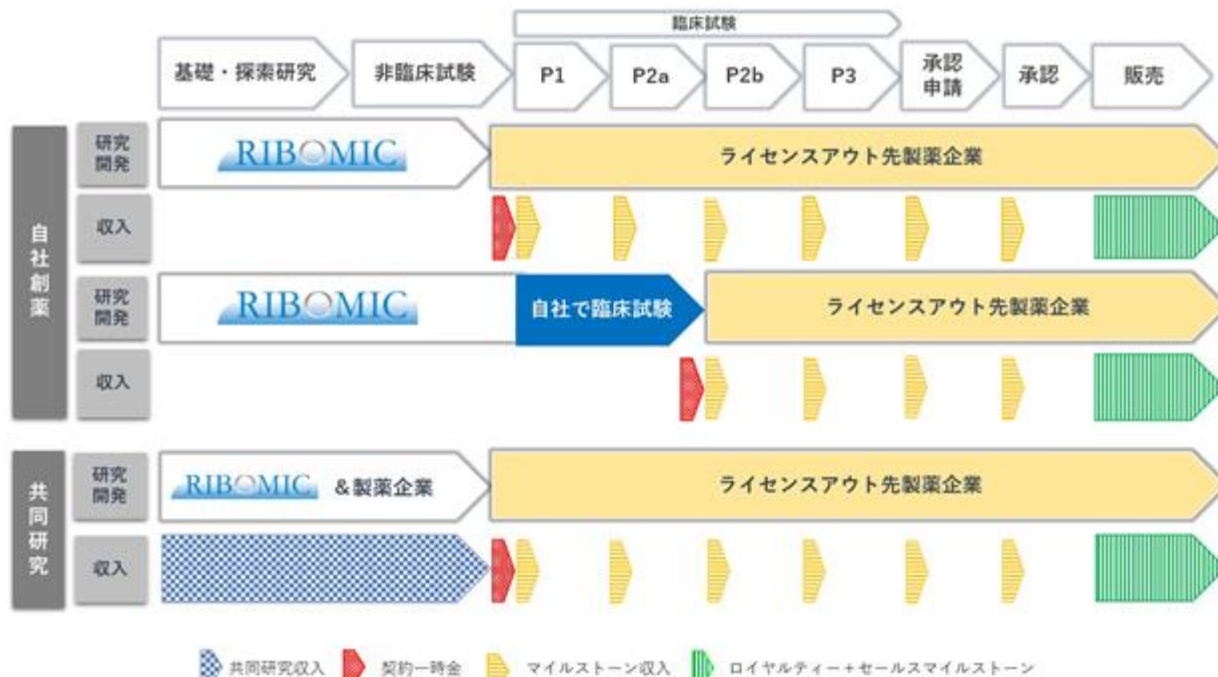 臨床試験
基礎・探索研究
非臨床試験
P1
P2a
P2b
P3
承認
申請
承認
販売
自社創薬
研究
開発
RIBOMIC
ライセンスアウト先製薬企業
収入
研究
開発
RIBOMIC
自社で臨床試験
ライセンスアウト先製薬企業
収入
共同研究
研究
開発
RIBOMIC &製薬企業
ライセンスアウト先製薬企業
収入
共同研究収入
契約一時金
マイルストーン収入
ロイヤルティー+セールスマイルストーン